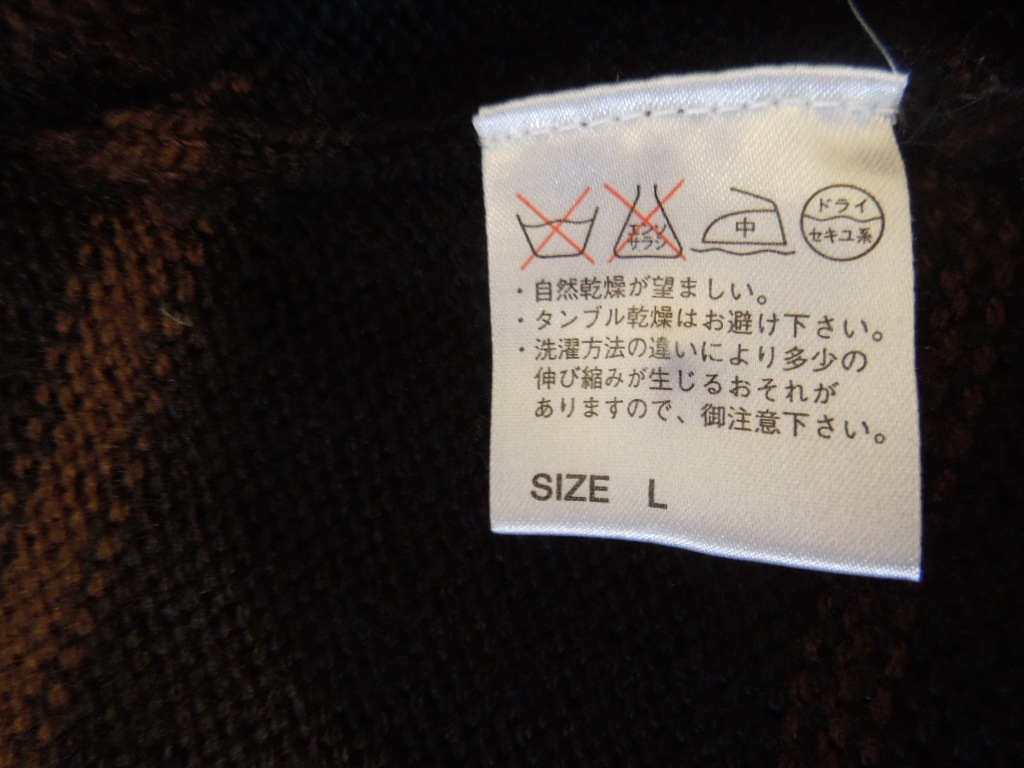 エンソ
サラシ
中
ドライ
セキユ系
・自然乾燥が望ましい。
・タンブル乾燥はお避け下さい。
・洗濯方法の違いにより多少の
伸び縮みが生じるおそれが
ありますので、御注意下さい。
SIZE L